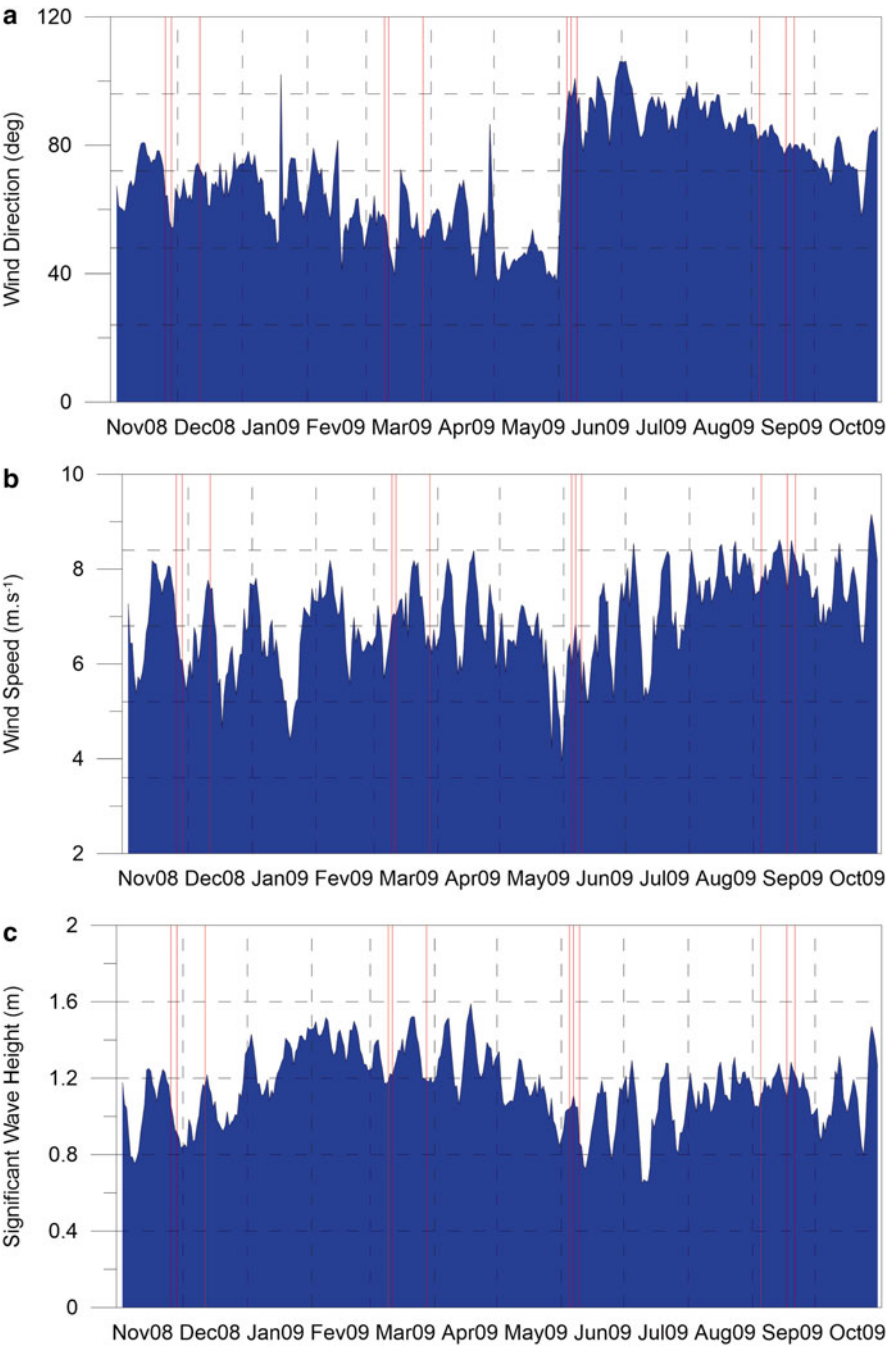 a
120
80
40
0
Wind Direction (deg)
Nov08 Dec08 Jan09 Fev09 Mar09 Apr09 May09 Jun09 Jul09 Aug09 Sep09 Oct09
b
10
8
6
4
2
Wind Speed (m.s⁻¹)
Nov08 Dec08 Jan09 Fev09 Mar09 Apr09 May09 Jun09 Jul09 Aug09 Sep09 Oct09
c
2
1.6
1.2
0.8
0.4
0
Significant Wave Height (m)
Nov08 Dec08 Jan09 Fev09 Mar09 Apr09 May09 Jun09 Jul09 Aug09 Sep09 Oct09